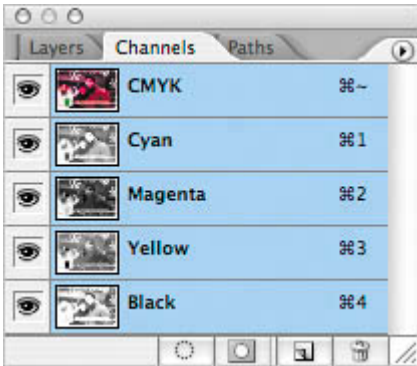 Layers Channels Paths
CMYK ⌘~
Cyan ⌘1
Magenta ⌘2
Yellow ⌘3
Black ⌘4